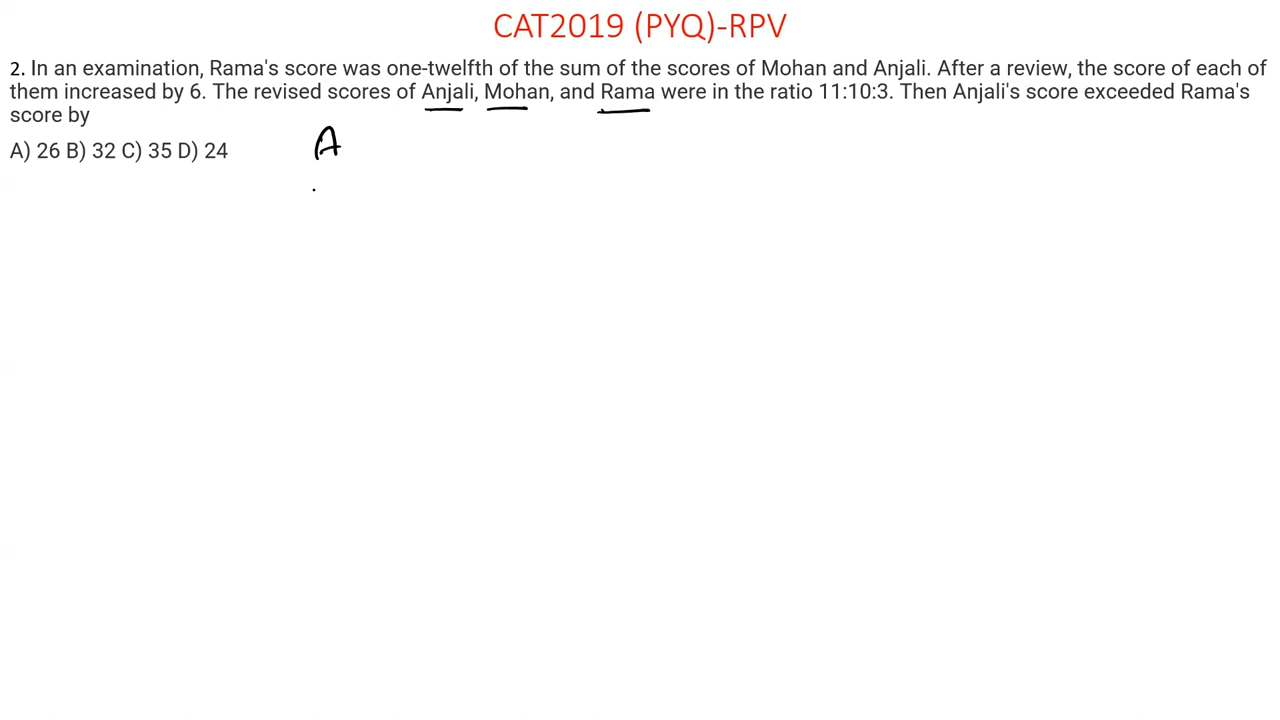 CAT2019 (PYQ)-RPV
2. In an examination, Rama's score was one-twelfth of the sum of the scores of Mohan and Anjali. After a review, the score of each of
them increased by 6. The revised scores of Anjali, Mohan, and Rama were in the ratio 11:10:3. Then Anjali's score exceeded Rama's
score by
A) 26 B) 32 C) 35 D) 24
A